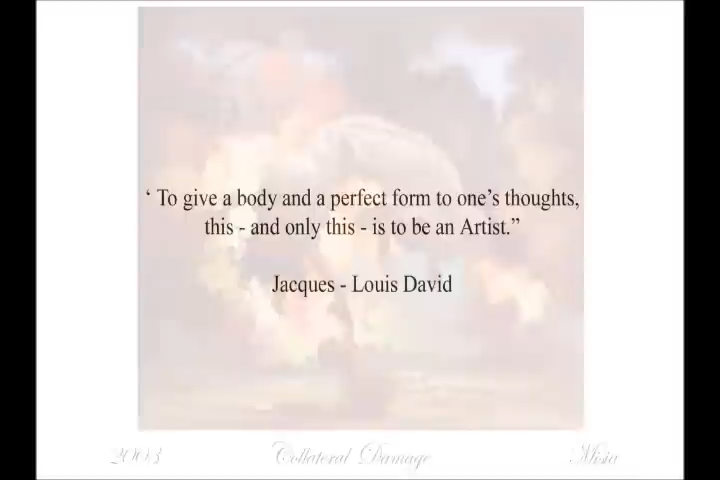 ‘ To give a body and a perfect form to one’s thoughts,
this - and only this - is to be an Artist.”
Jacques - Louis David
2003 Collateral Damage Misia